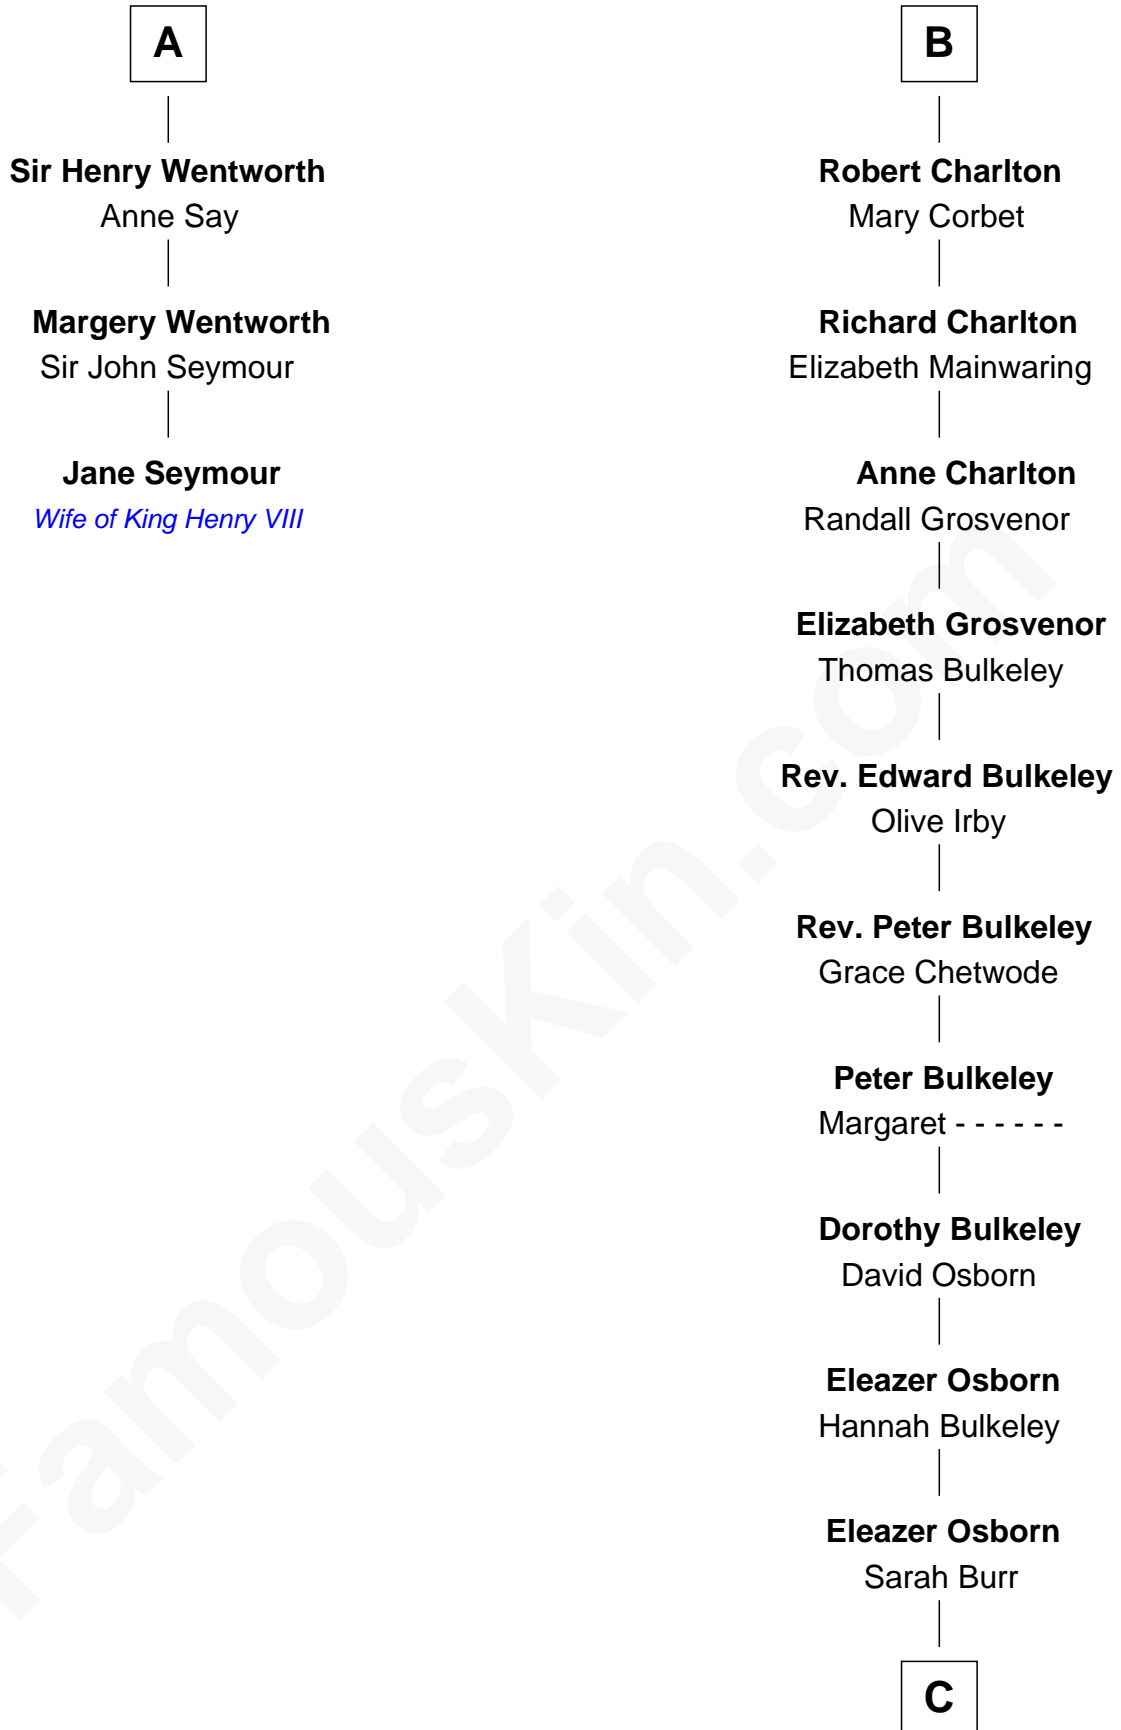 A
Sir Henry Wentworth
Anne Say
Margery Wentworth
Sir John Seymour
Jane Seymour
Wife of King Henry VIII
B
Robert Charlton
Mary Corbet
Richard Charlton
Elizabeth Mainwaring
Anne Charlton
Randall Grosvenor
Elizabeth Grosvenor
Thomas Bulkeley
Rev. Edward Bulkeley
Olive Irby
Rev. Peter Bulkeley
Grace Chetwode
Peter Bulkeley
Margaret - - - - - -
Dorothy Bulkeley
David Osborn
Eleazer Osborn
Hannah Bulkeley
Eleazer Osborn
Sarah Burr
C
FamousKin.com